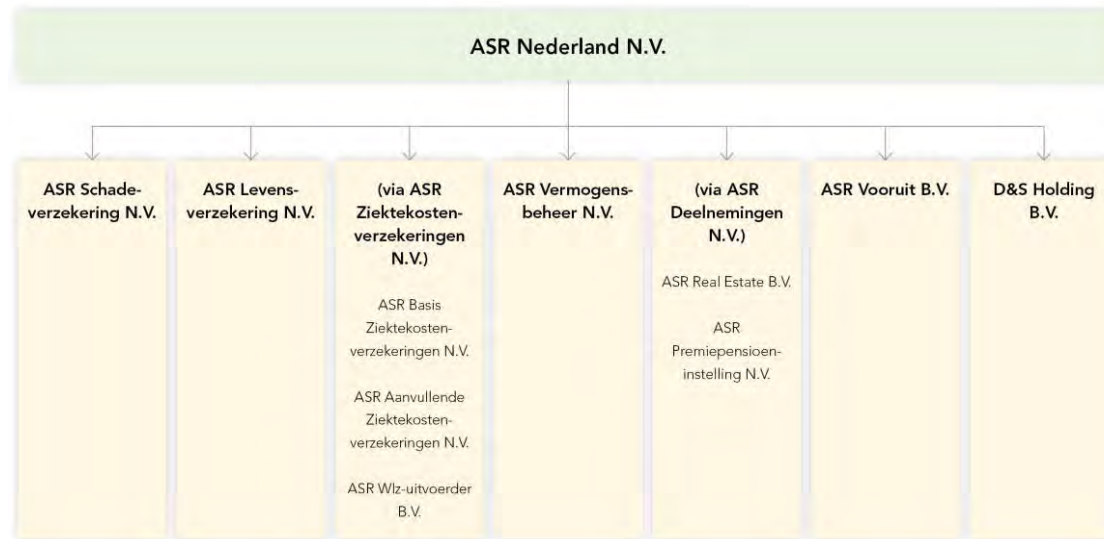 ASR Nederland N.V.
ASR Schade-
verzekering N.V.
ASR Levens-
verzekering N.V.
(via ASR
Ziektekosten-
verzekeringen
N.V.)
ASR Basis
Ziektekosten-
verzekeringen N.V.
ASR Aanvullende
Ziektekosten-
verzekeringen N.V.
ASR Wlz-uitvoerder
B.V.
ASR Vermogens-
beheer N.V.
(via ASR
Deelnemingen
N.V.)
ASR Real Estate B.V.
ASR
Premiepensioen-
instelling N.V.
ASR Vooruit B.V.
D&S Holding
B.V.